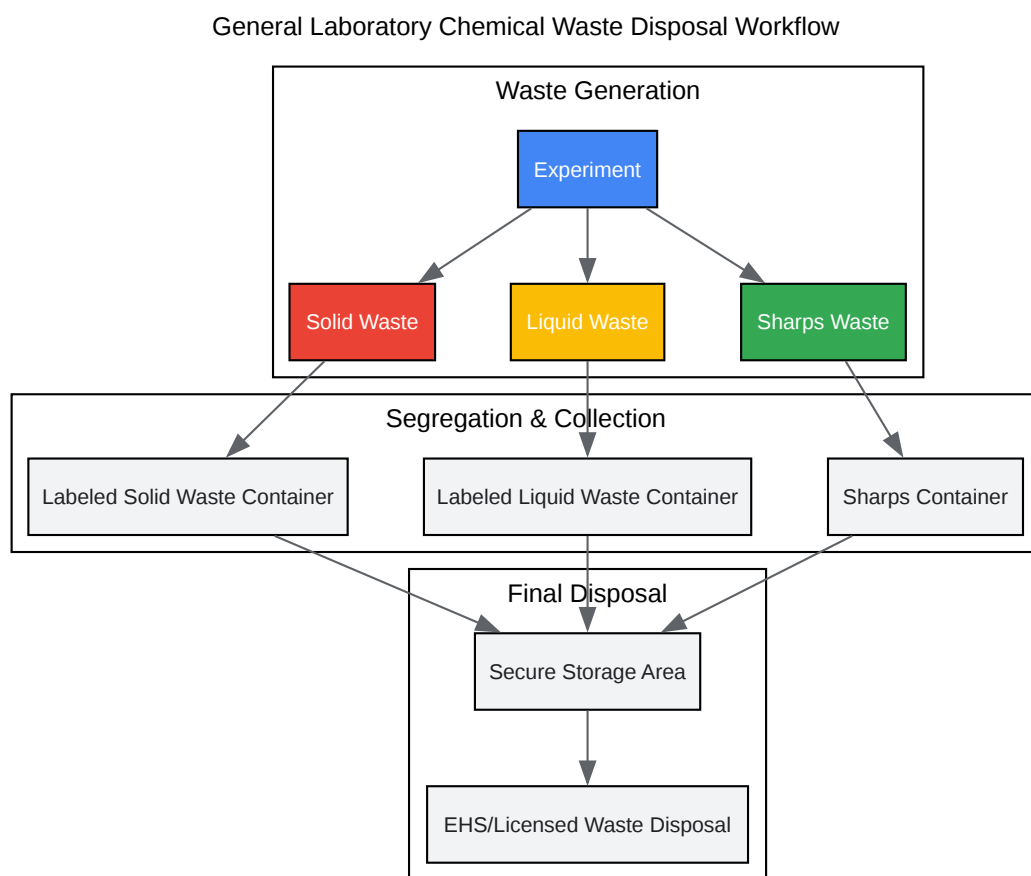 General Laboratory Chemical Waste Disposal Workflow
Waste Generation
Experiment
Solid Waste
Liquid Waste
Sharps Waste
Segregation & Collection
Labeled Solid Waste Container
Labeled Liquid Waste Container
Sharps Container
Final Disposal
Secure Storage Area
EHS/Licensed Waste Disposal